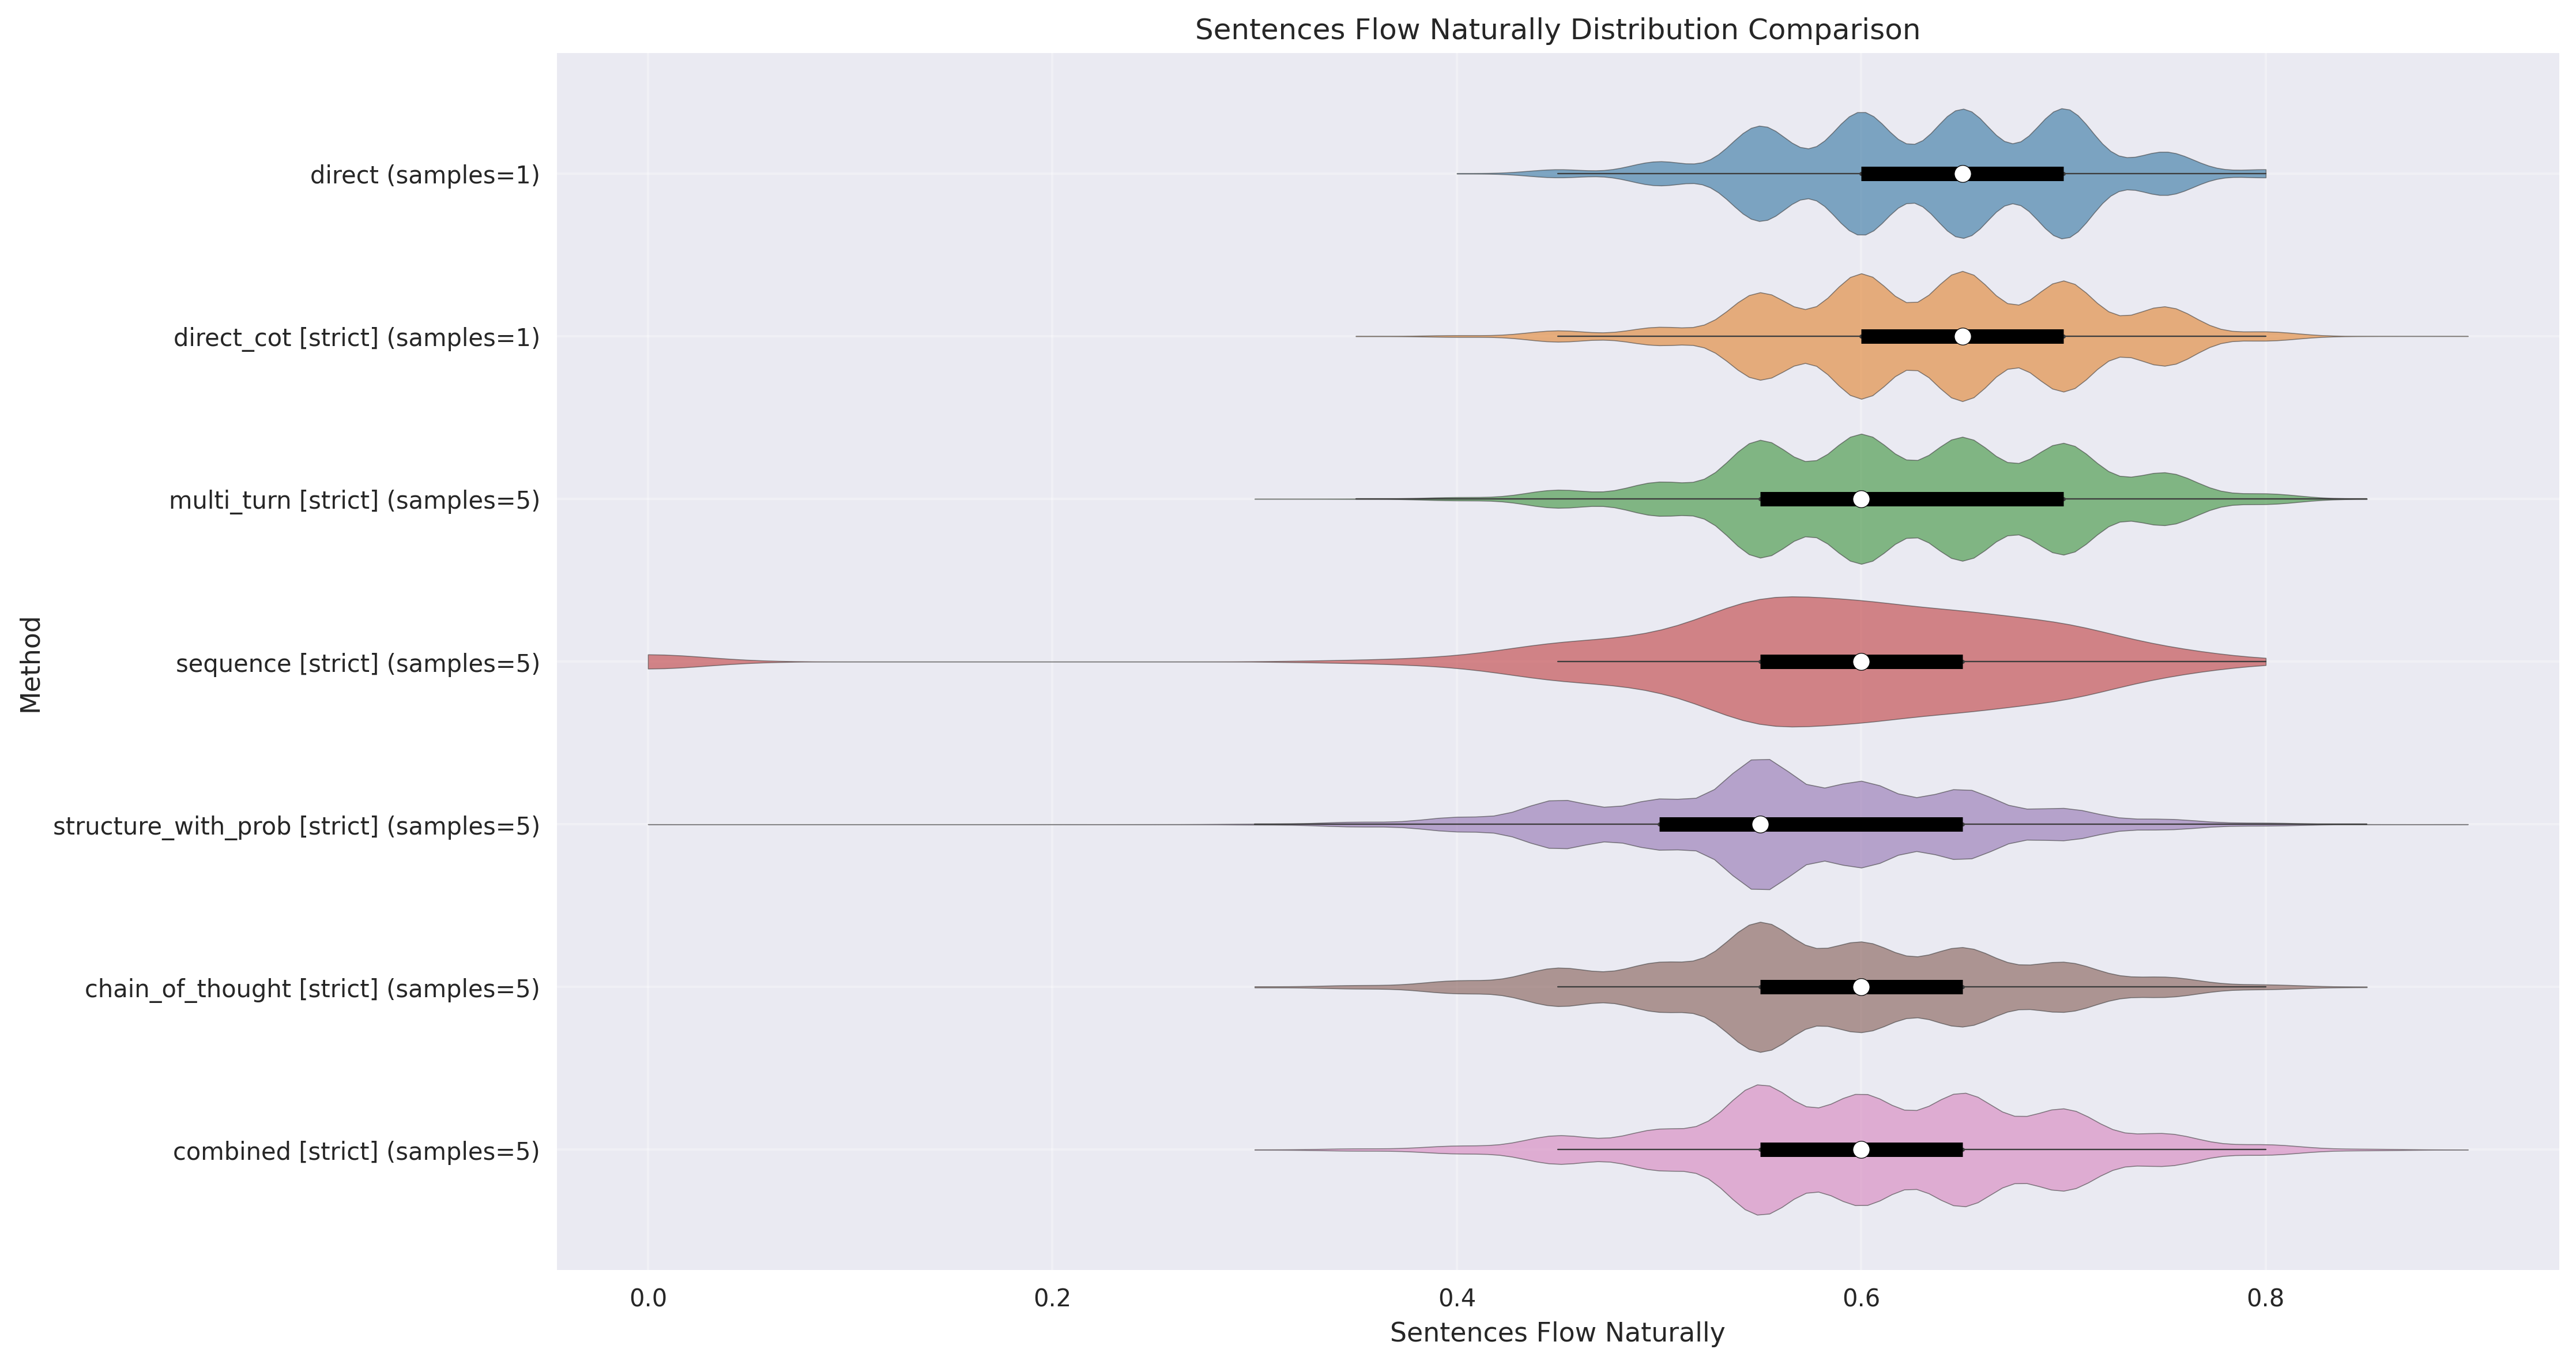 Sentences Flow Naturally Distribution Comparison
Method
direct (samples=1)
direct_cot [strict] (samples=1)
multi_turn [strict] (samples=5)
sequence [strict] (samples=5)
structure_with_prob [strict] (samples=5)
chain_of_thought [strict] (samples=5)
combined [strict] (samples=5)
0.0 0.2 0.4 0.6 0.8
Sentences Flow Naturally